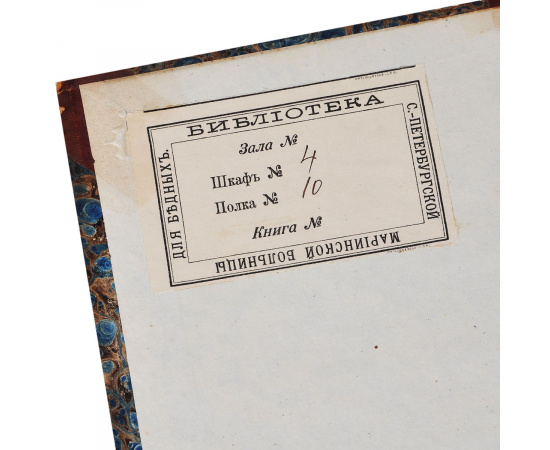 БИБЛІОТЕКА
С.-ПЕТЕРБУРГСКОЙ
МАРІИНСКОЙ БОЛЬНИЦЫ
ДЛЯ БѢДНЫХЪ.
Зала №
Шкафъ № 4
Полка № 10
Книга №